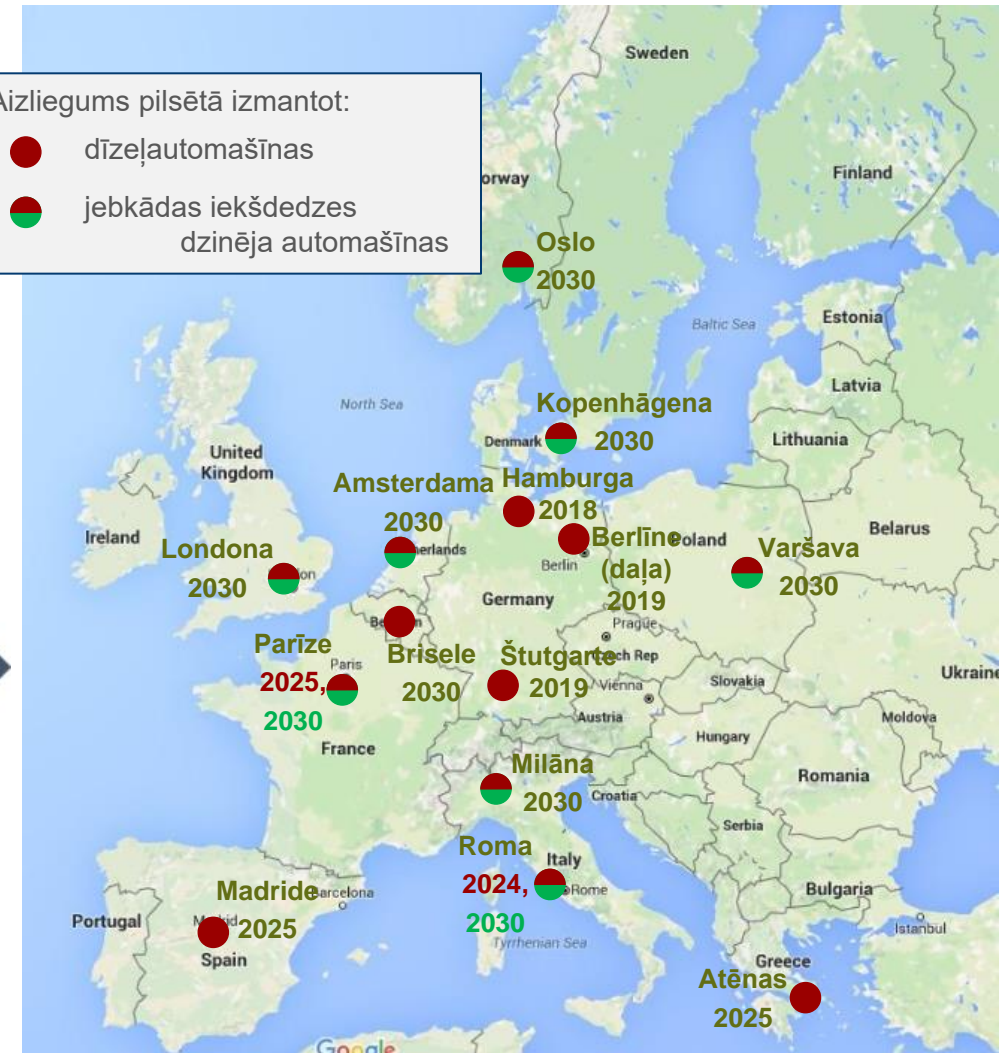 Sweden
Aizliegums pilsētā izmantot:
dīzeļautomašīnas
jebkādas iekšdedzes
dzinēja automašīnas
orway
Finland
Oslo
2030
Baltic Sea
Estonia
Latvia
North Sea
Kopenhāgena
2030
Denmark
Lithuania
United
Kingdom
Amsterdama
2030
Hamburga
2018
Ireland
Londona
2030
herlands
Berlīne
(daļa)
2019
Berlin
Poland
Varšava
2030
Belarus
Germany
Prague
Czech Rep
Parīze
2025,
2030
Paris
Brisele
2030
Štutgarte
2019
Vienna
Slovakia
Ukraine
Austria
Moldova
Hungary
France
Milāna
2030
Croatia
Romania
Serbia
Roma
2024,
2030
Italy
Rome
Bulgaria
Madride
2025
Barcelona
Portugal
Istanbul
Tyrrhenian Sea
Spain
Greece
Atēnas
2025
Google